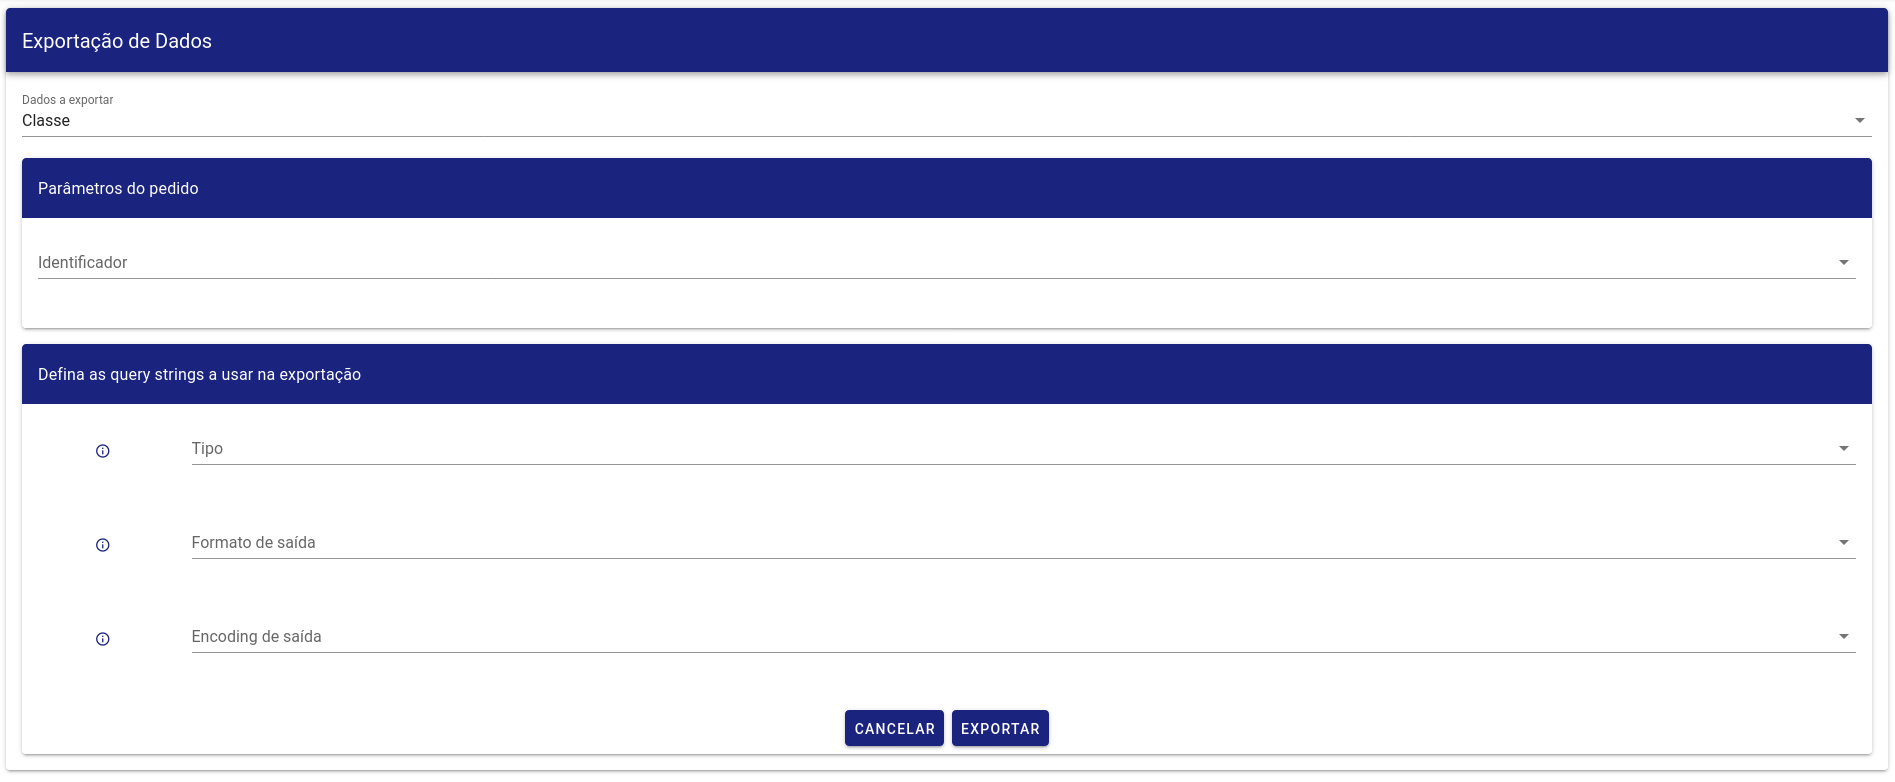 Exportação de Dados
Dados a exportar
Classe
Parâmetros do pedido
Identificador
Defina as query strings a usar na exportação
Tipo
Formato de saída
Encoding de saída
CANCELAR EXPORTAR